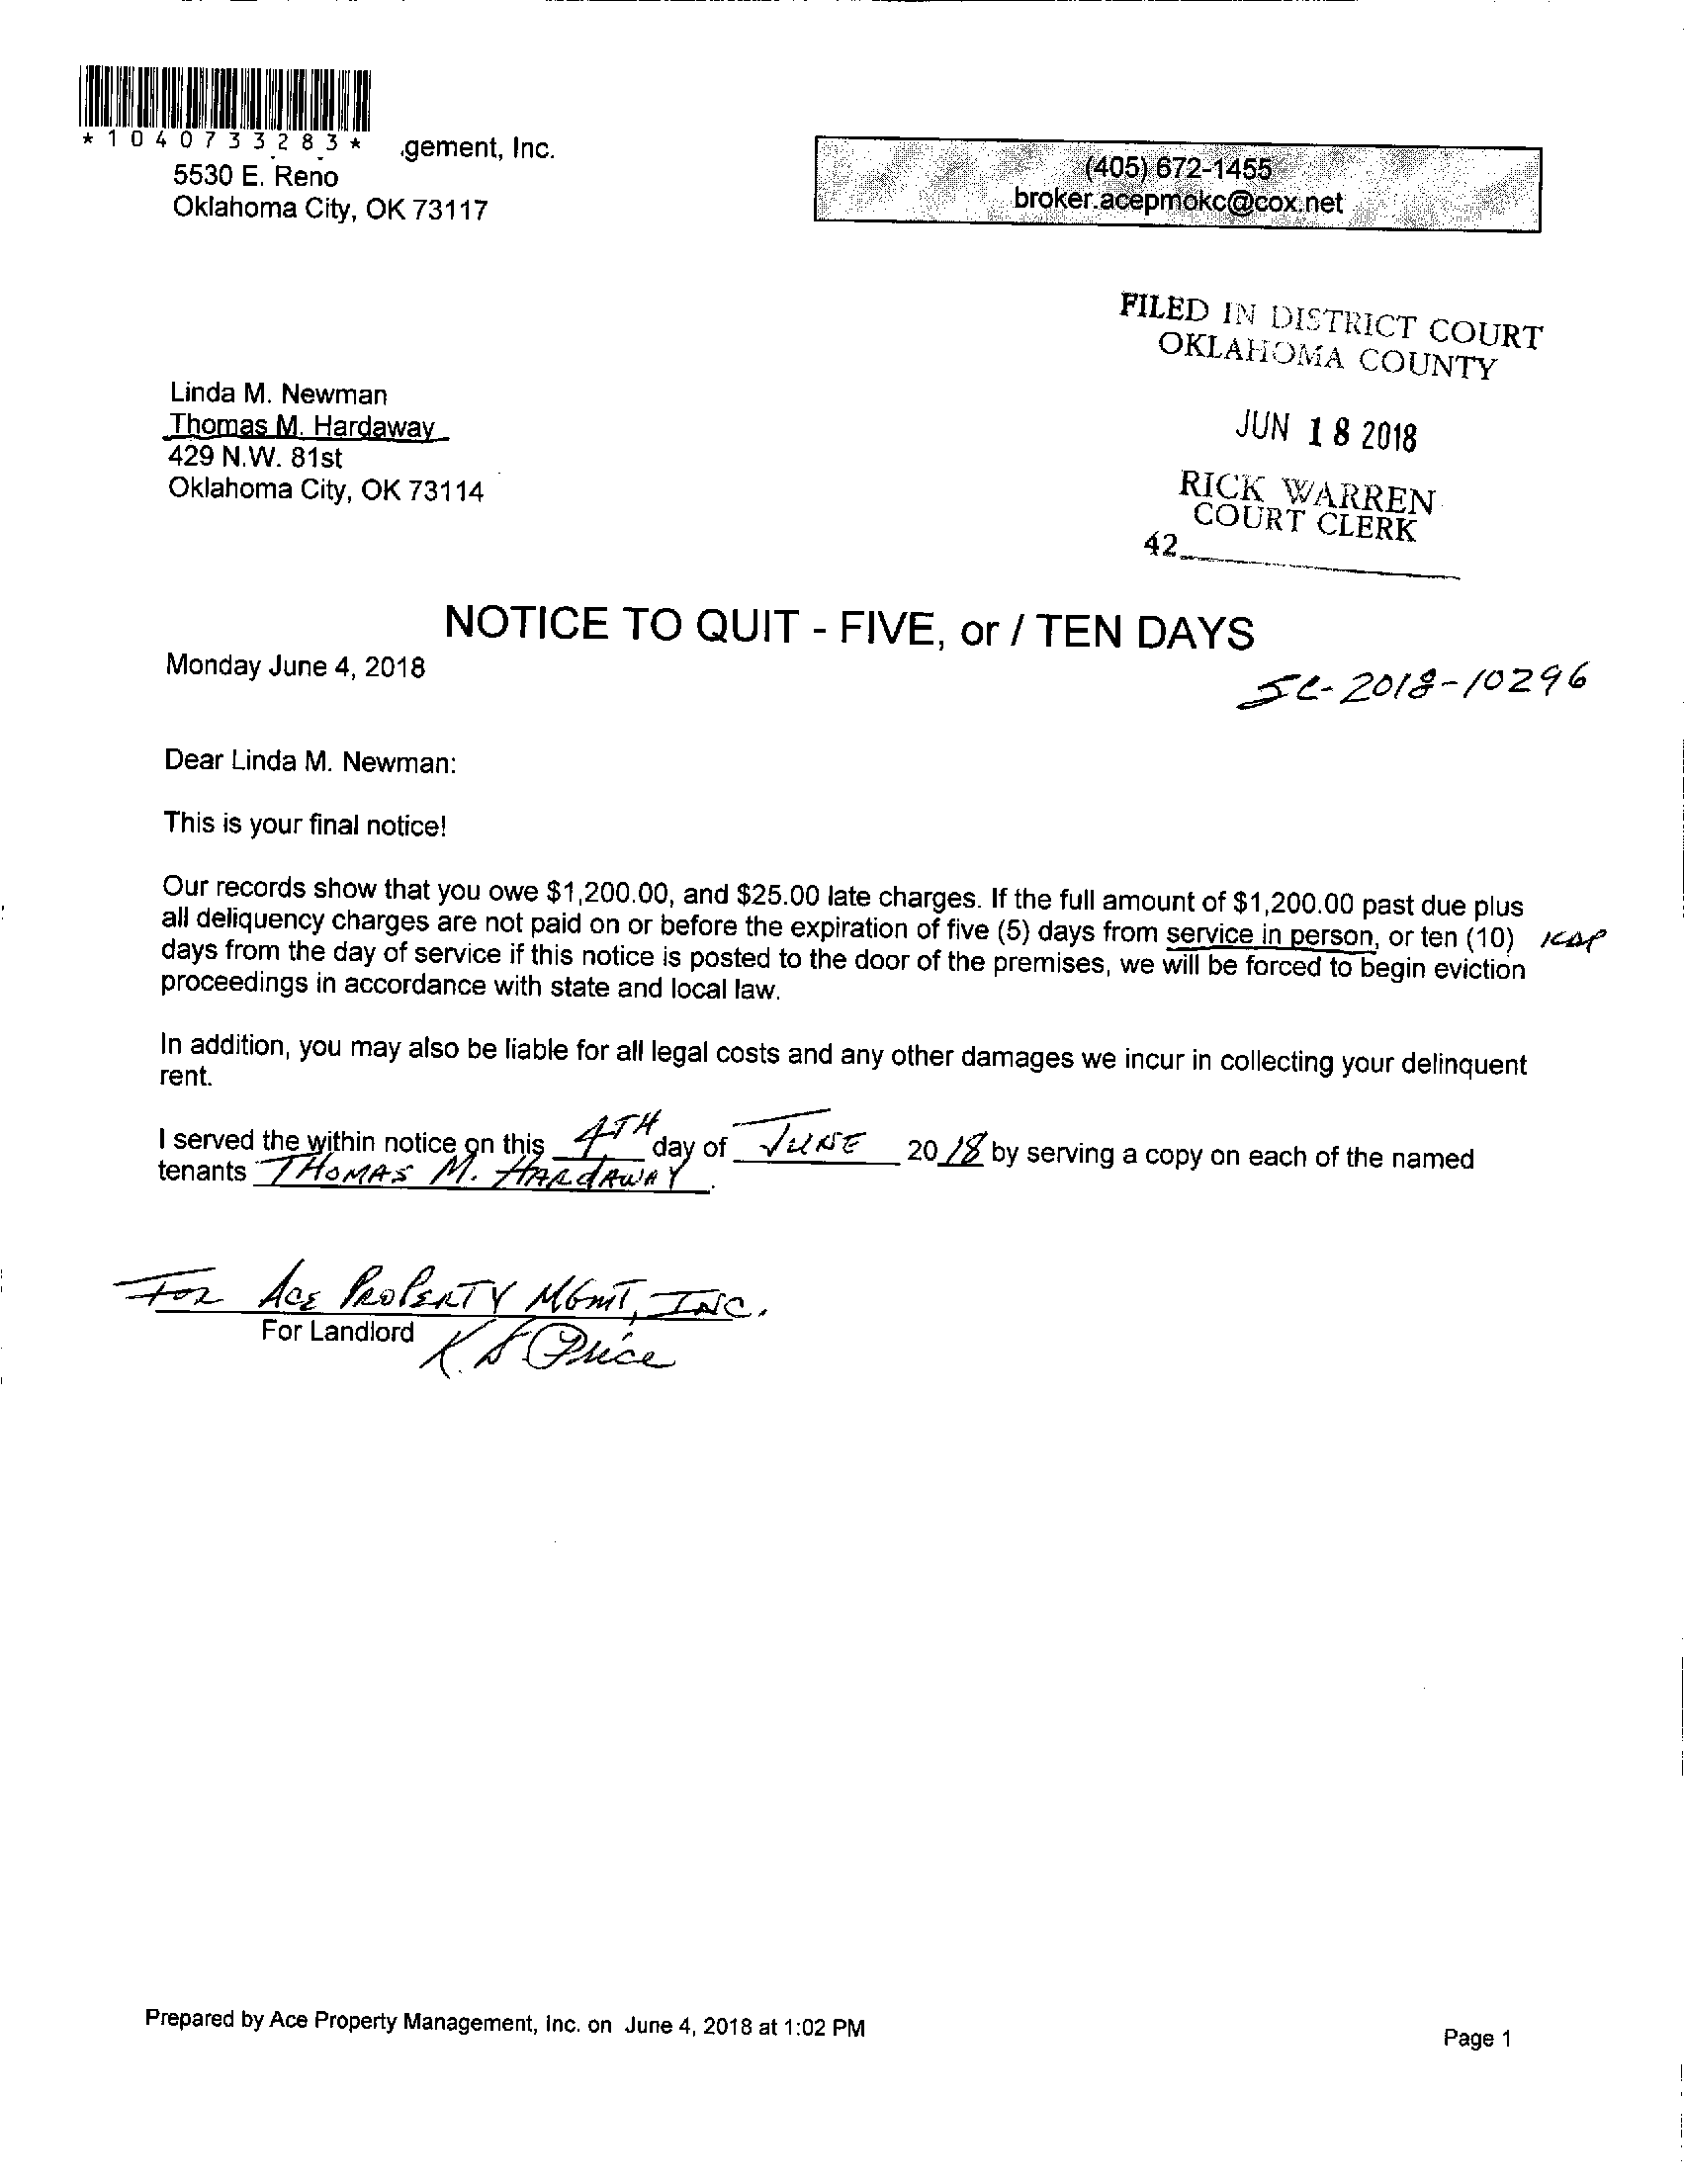 *1040733283*
gement, Inc.
5530 E. Reno
Oklahoma City, OK 73117
(405) 672-1455
broker.acepmokc@cox.net
FILED IN DISTRICT COURT
OKLAHOMA COUNTY
JUN 18 2018
RICK WARREN
COURT CLERK
42
Linda M. Newman
Thomas M. Hardaway
429 N.W. 81st
Oklahoma City, OK 73114
NOTICE TO QUIT - FIVE, or / TEN DAYS
Monday June 4, 2018
SC-2018-10296
Dear Linda M. Newman:
This is your final notice!
Our records show that you owe $1,200.00, and $25.00 late charges. If the full amount of $1,200.00 past due plus
all deliquency charges are not paid on or before the expiration of five (5) days from service in person, or ten (10) KDP
days from the day of service if this notice is posted to the door of the premises, we will be forced to begin eviction
proceedings in accordance with state and local law.
In addition, you may also be liable for all legal costs and any other damages we incur in collecting your delinquent
rent.
I served the within notice on this 4TH day of JUNE 2018 by serving a copy on each of the named
tenants THOMAS M. HARDAWAY.
FOR ACE PROPERTY MGMT, INC.
For Landlord
K. D Price
Prepared by Ace Property Management, Inc. on June 4, 2018 at 1:02 PM
Page 1